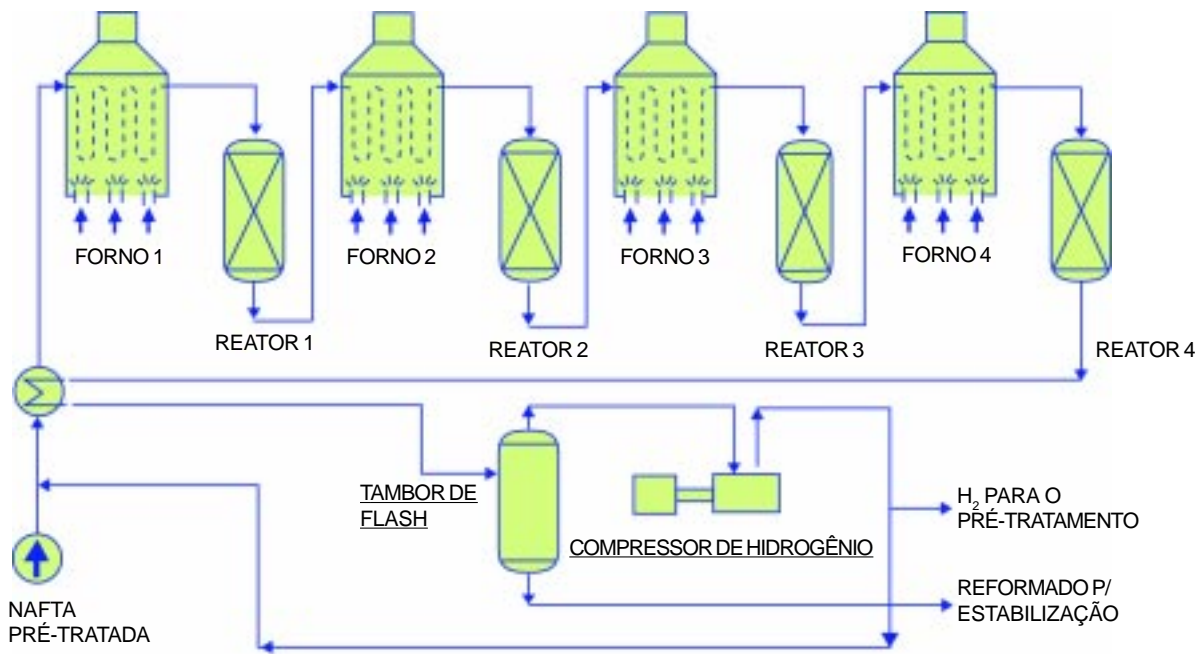 FORNO 1
FORNO 2
FORNO 3
FORNO 4
REATOR 1
REATOR 2
REATOR 3
REATOR 4
TAMBOR DE
FLASH
COMPRESSOR DE HIDROGÊNIO
H₂ PARA O
PRÉ-TRATAMENTO
REFORMADO P/
ESTABILIZAÇÃO
NAFTA
PRÉ-TRATADA